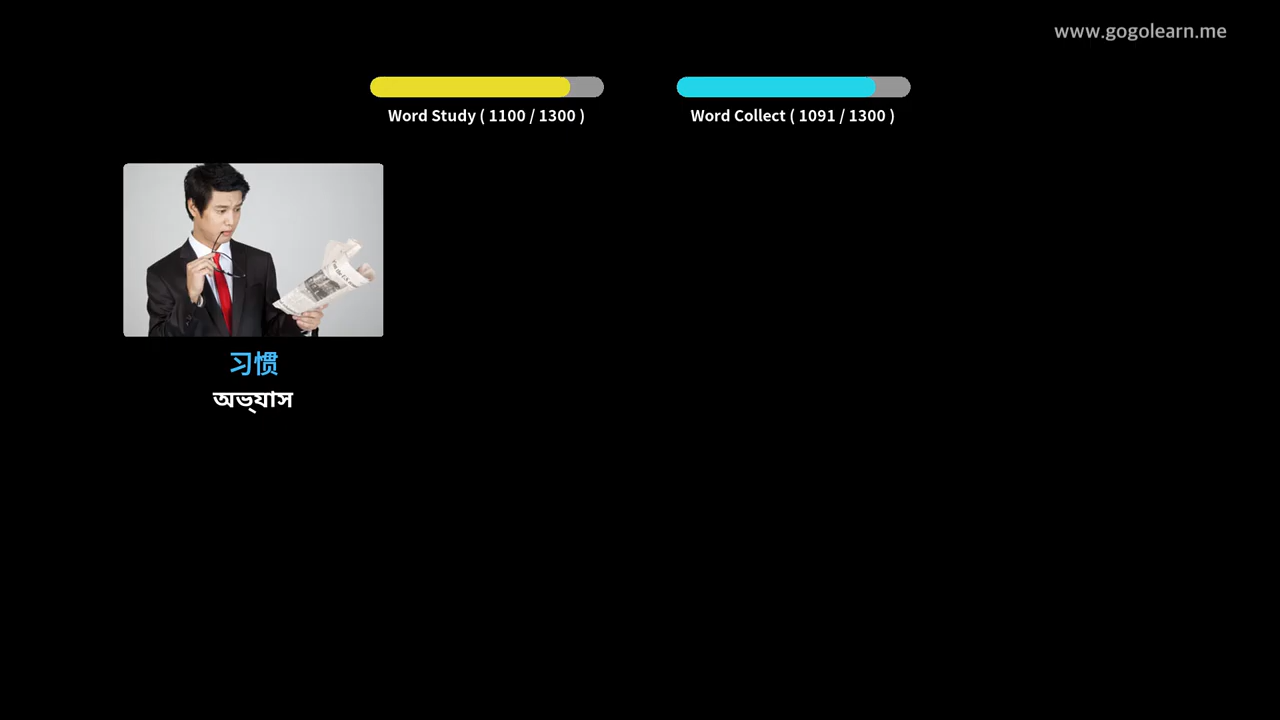 www.gogolearn.me
Word Study ( 1100 / 1300 )
Word Collect ( 1091 / 1300 )
习惯
অভ্যাস